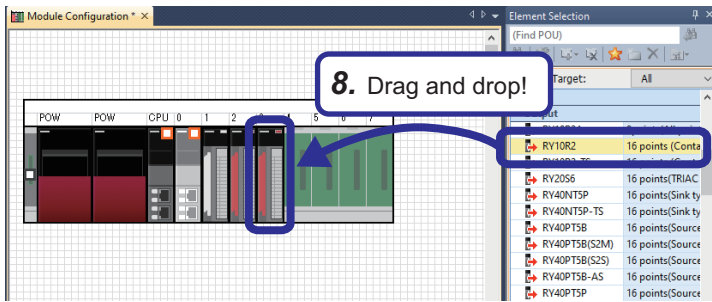 Module Configuration * ×
Element Selection
(Find POU)
8. Drag and drop!
Target:
All
POW POW CPU 0 1 2 3 4 5 6 7
RY10R2 16 points (Conta
RY20S6 16 points(TRIAC
RY40NT5P 16 points(Sink ty
RY40NT5P-TS 16 points(Sink ty
RY40PT5B 16 points(Source
RY40PT5B(S2M) 16 points(Source
RY40PT5B(S2S) 16 points(Source
RY40PT5B-AS 16 points(Source
RY40PT5P 16 points(Source